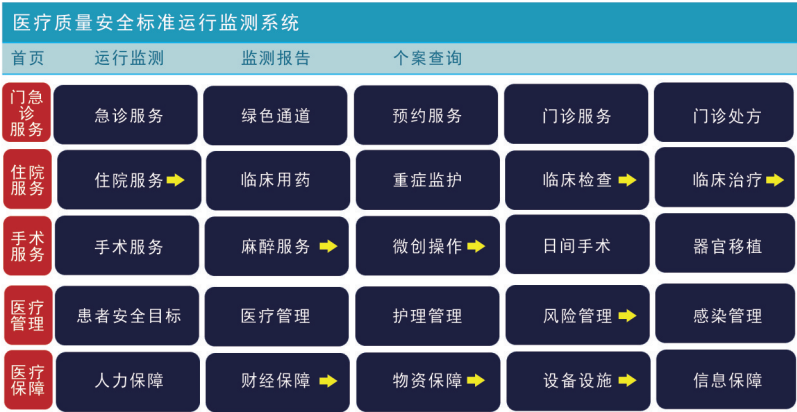 医疗质量安全标准运行监测系统
首页 运行监测 监测报告 个案查询
门急
诊
服务
急诊服务 绿色通道 预约服务 门诊服务 门诊处方
住院
服务
住院服务 临床用药 重症监护 临床检查 临床治疗
手术
服务
手术服务 麻醉服务 微创操作 日间手术 器官移植
医疗
管理
患者安全目标 医疗管理 护理管理 风险管理 感染管理
医疗
保障
人力保障 财经保障 物资保障 设备设施 信息保障